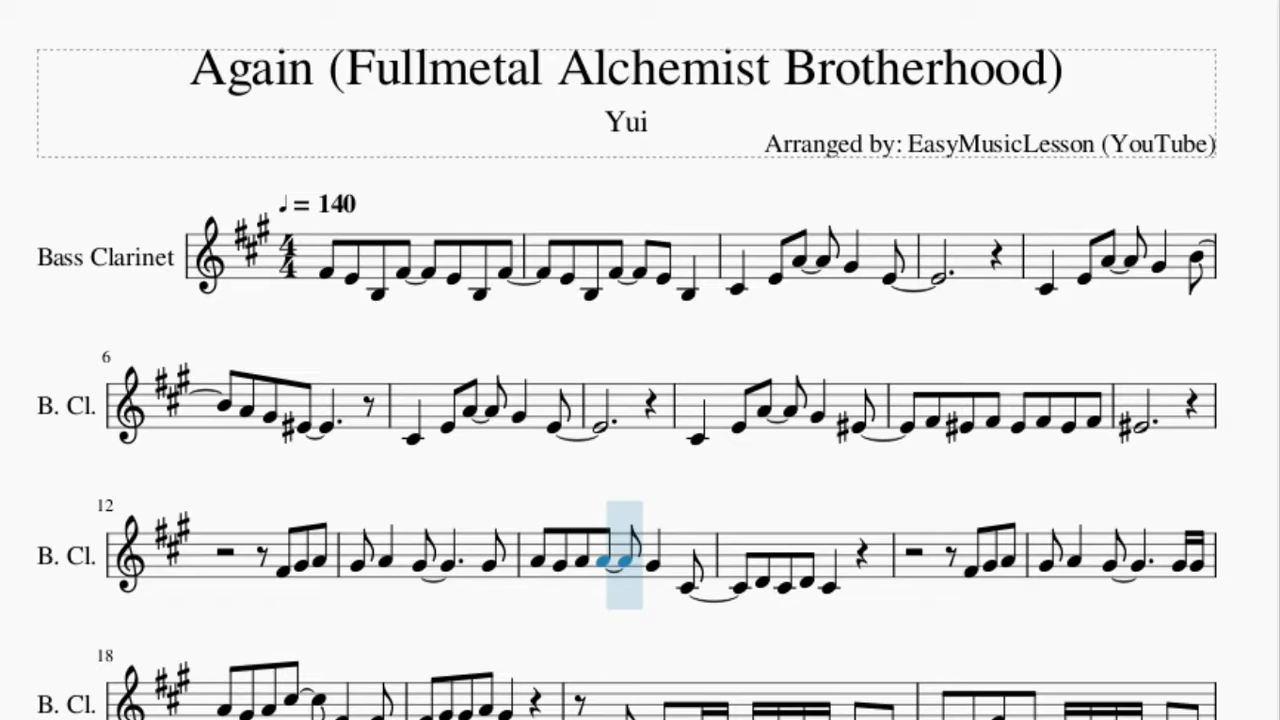 Again (Fullmetal Alchemist Brotherhood)
Yui
Arranged by: EasyMusicLesson (YouTube)
♩ = 140
Bass Clarinet
4
4
6
B. Cl.
12
B. Cl.
18
B. Cl.